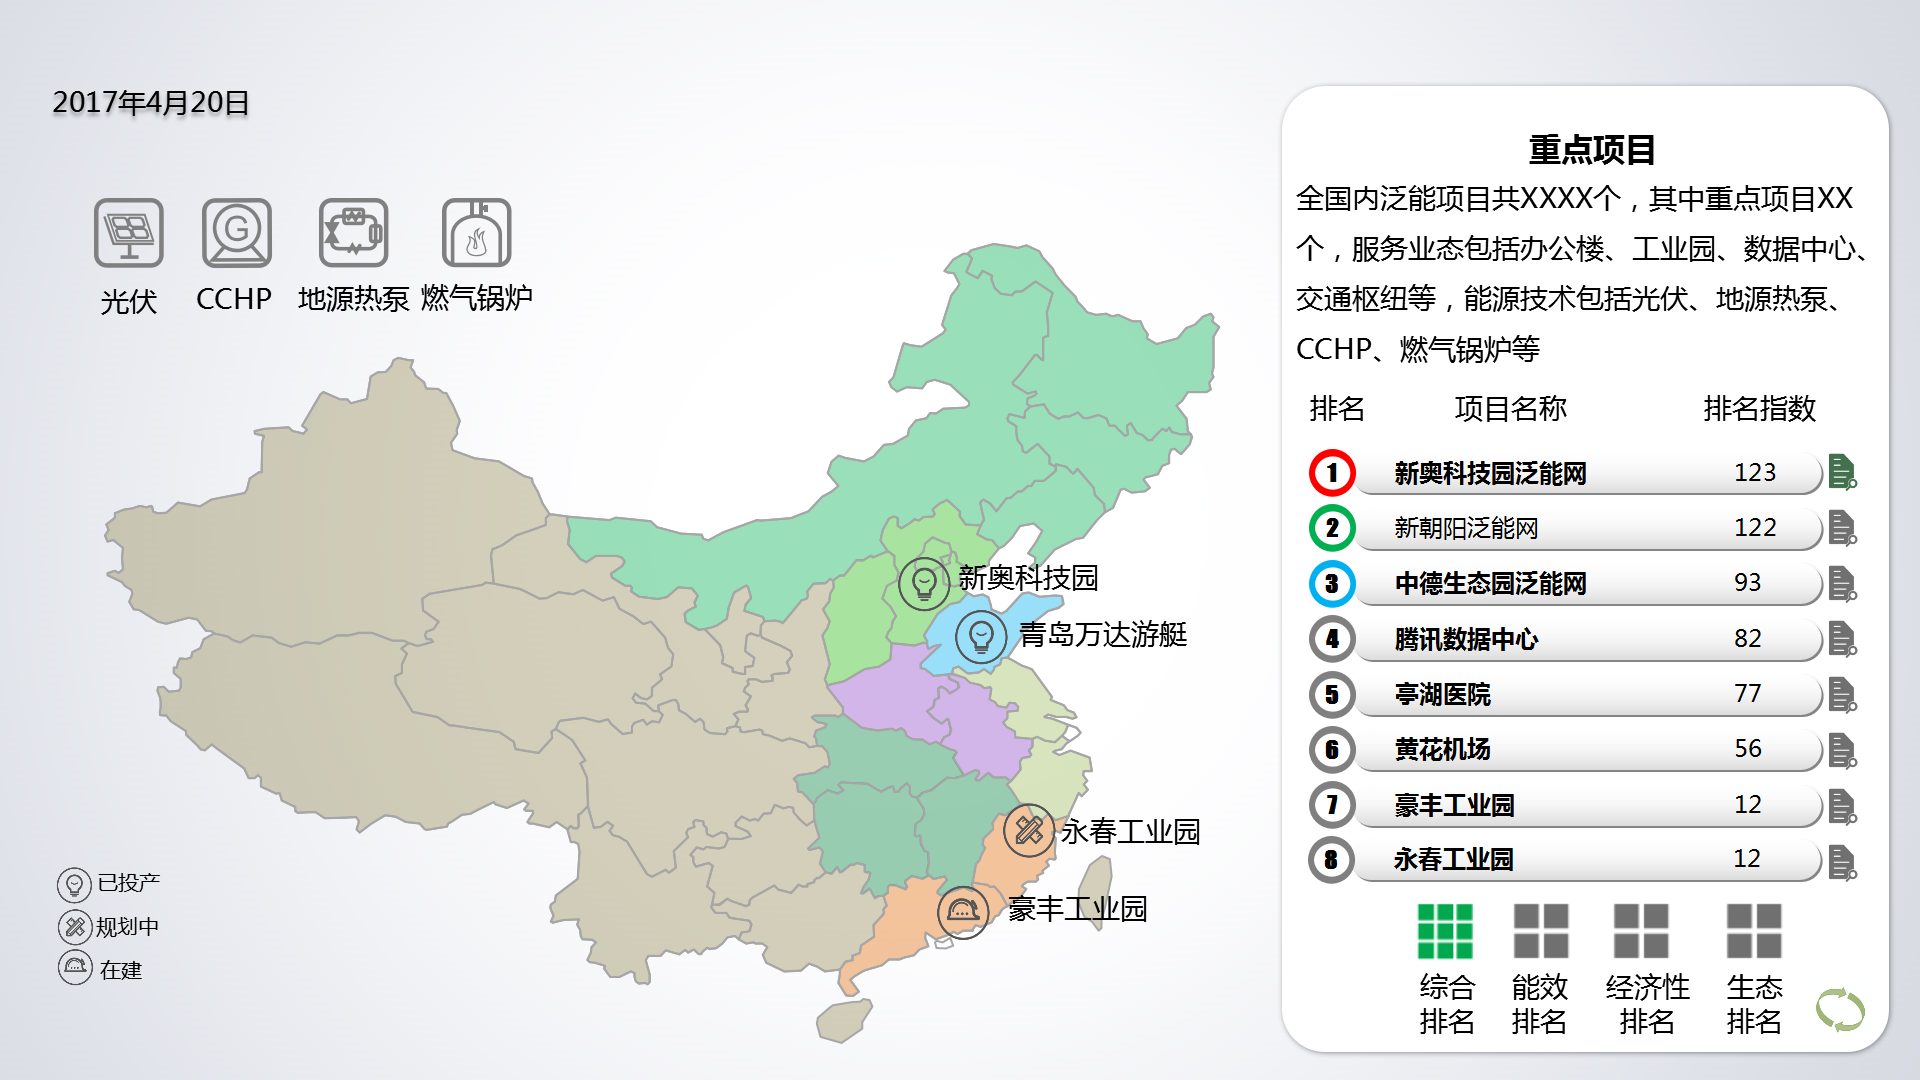 2017年4月20日
光伏
CCHP
地源热泵
燃气锅炉
新奥科技园
青岛万达游艇
永春工业园
豪丰工业园
已投产
规划中
在建
重点项目
全国内泛能项目共XXXX个，其中重点项目XX
个，服务业态包括办公楼、工业园、数据中心、
交通枢纽等，能源技术包括光伏、地源热泵、
CCHP、燃气锅炉等
排名 项目名称 排名指数
1 新奥科技园泛能网 123
2 新朝阳泛能网 122
3 中德生态园泛能网 93
4 腾讯数据中心 82
5 亭湖医院 77
6 黄花机场 56
7 豪丰工业园 12
8 永春工业园 12
综合
排名
能效
排名
经济性
排名
生态
排名
G